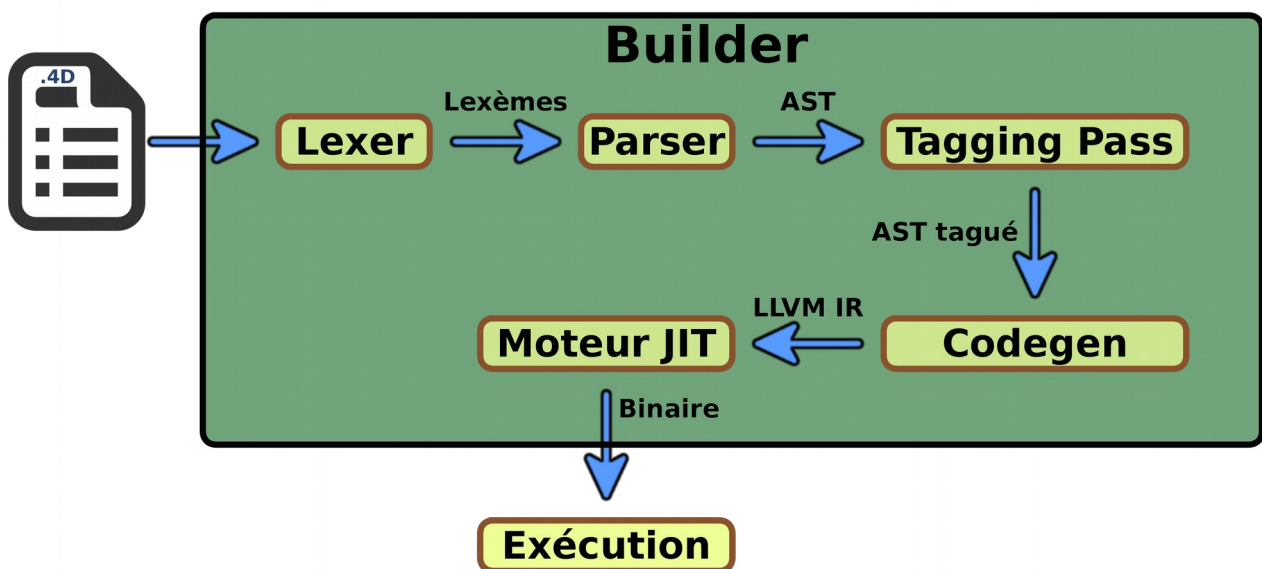 Builder
.4D
Lexèmes
AST
Lexer
Parser
Tagging Pass
AST tagué
LLVM IR
Moteur JIT
Codegen
Binaire
Exécution